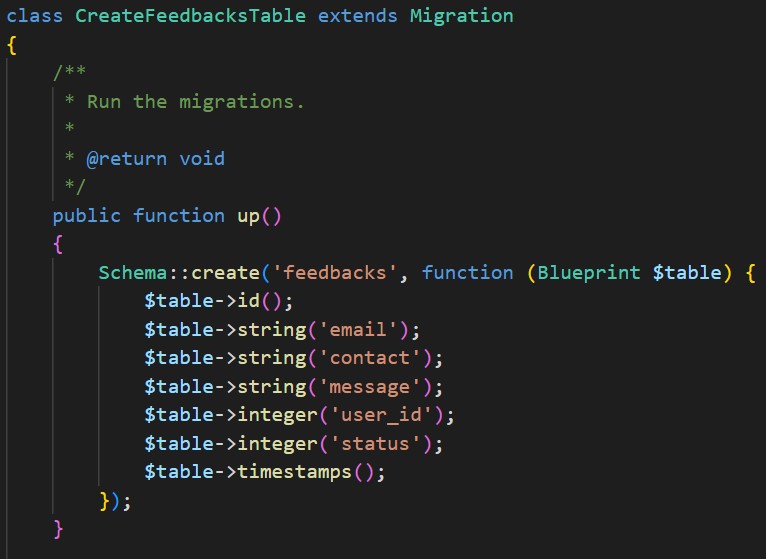 class CreateFeedbacksTable extends Migration
{
/**
* Run the migrations.
*
* @return void
*/
public function up()
{
Schema::create('feedbacks', function (Blueprint $table) {
$table->id();
$table->string('email');
$table->string('contact');
$table->string('message');
$table->integer('user_id');
$table->integer('status');
$table->timestamps();
});
}